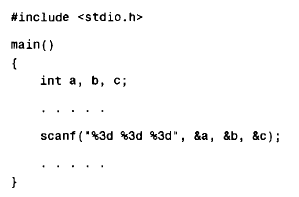 #include <stdio.h>
main()
{
int a, b, c;
. . . . .
scanf("%3d %3d %3d", &a, &b, &c);
. . . . .
}